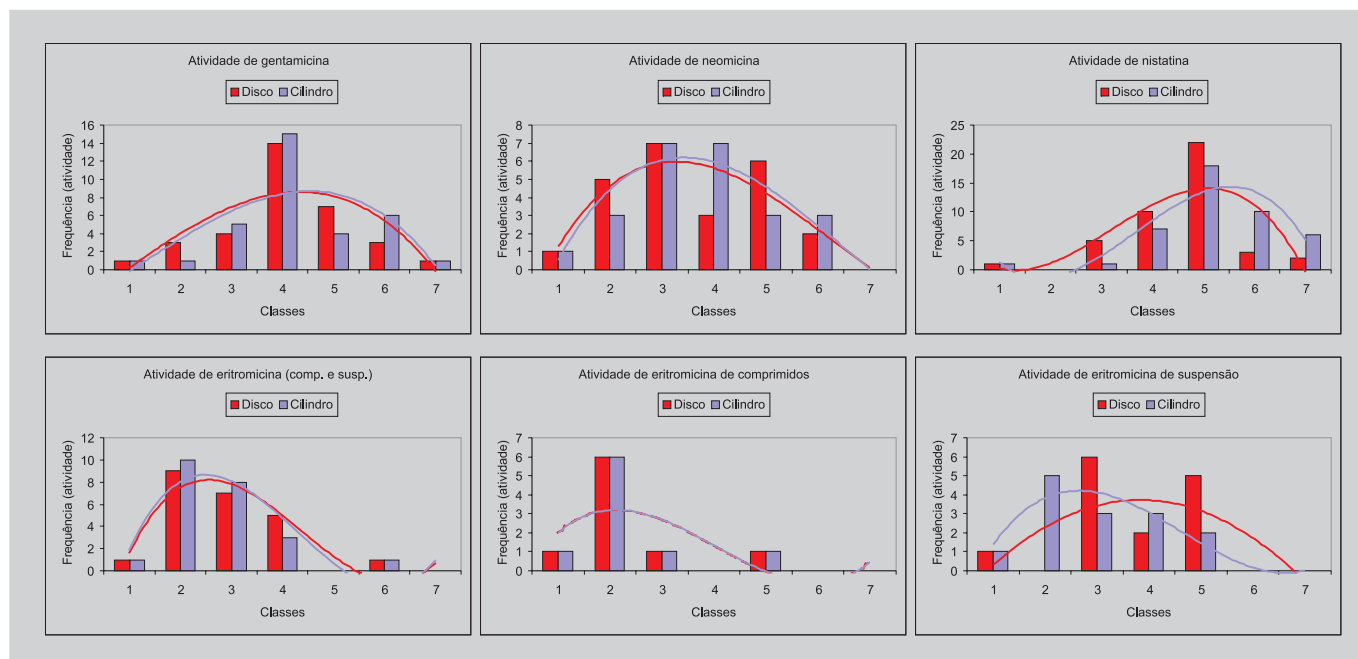 Atividade de gentamicina
Disco Cilindro
Frequência (atividade)
16
14
12
10
8
6
4
2
0
1 2 3 4 5 6 7
Classes
Atividade de neomicina
Disco Cilindro
Frequência (atividade)
8
7
6
5
4
3
2
1
0
1 2 3 4 5 6 7
Classes
Atividade de nistatina
Disco Cilindro
Frequência (atividade)
25
20
15
10
5
0
1 2 3 4 5 6 7
Classes
Atividade de eritromicina (comp. e susp.)
Disco Cilindro
Frequência (atividade)
12
10
8
6
4
2
0
1 2 3 4 5 6 7
Classes
Atividade de eritromicina de comprimidos
Disco Cilindro
Frequência (atividade)
7
6
5
4
3
2
1
0
1 2 3 4 5 6 7
Classes
Atividade de eritromicina de suspensão
Disco Cilindro
Frequência (atividade)
7
6
5
4
3
2
1
0
1 2 3 4 5 6 7
Classes